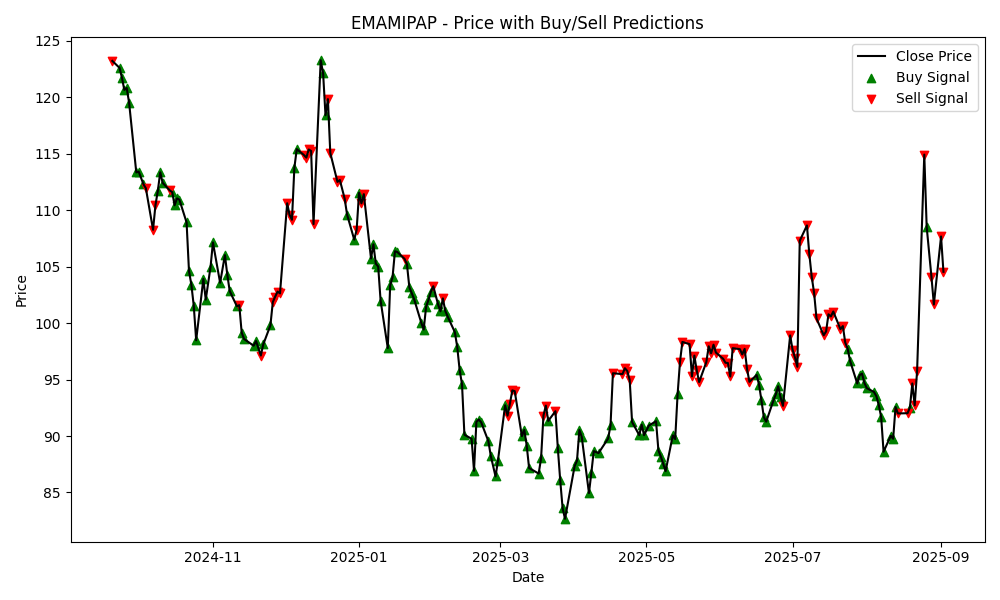 EMAMIPAP - Price with Buy/Sell Predictions
125
120
115
110
105
100
95
90
85
Price
Close Price
Buy Signal
Sell Signal
2024-11
2025-01
2025-03
2025-05
2025-07
2025-09
Date